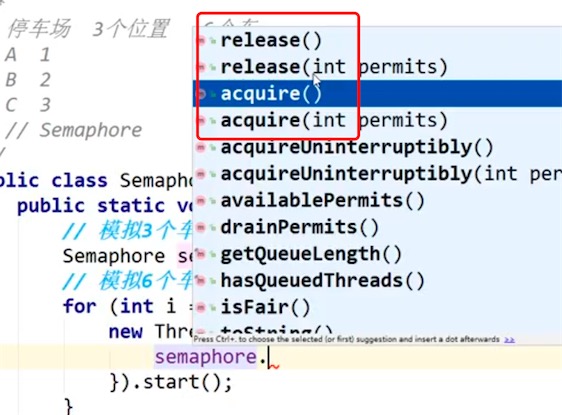 停车场 3个位置 6个车
A 1
B 2
C 3
// Semaphore
release()
release(int permits)
acquire()
acquire(int permits)
acquireUninterruptibly()
acquireUninterruptibly(int per
availablePermits()
drainPermits()
getQueueLength()
hasQueuedThreads()
isFair()
toString()
Press Ctrl+. to choose the selected (or first) suggestion and insert a dot afterwards >>
blic class Semapho
public static vo
// 模拟3个车
Semaphore se
// 模拟6个车
for (int i =
new Thre
semaphore.
}).start();
}